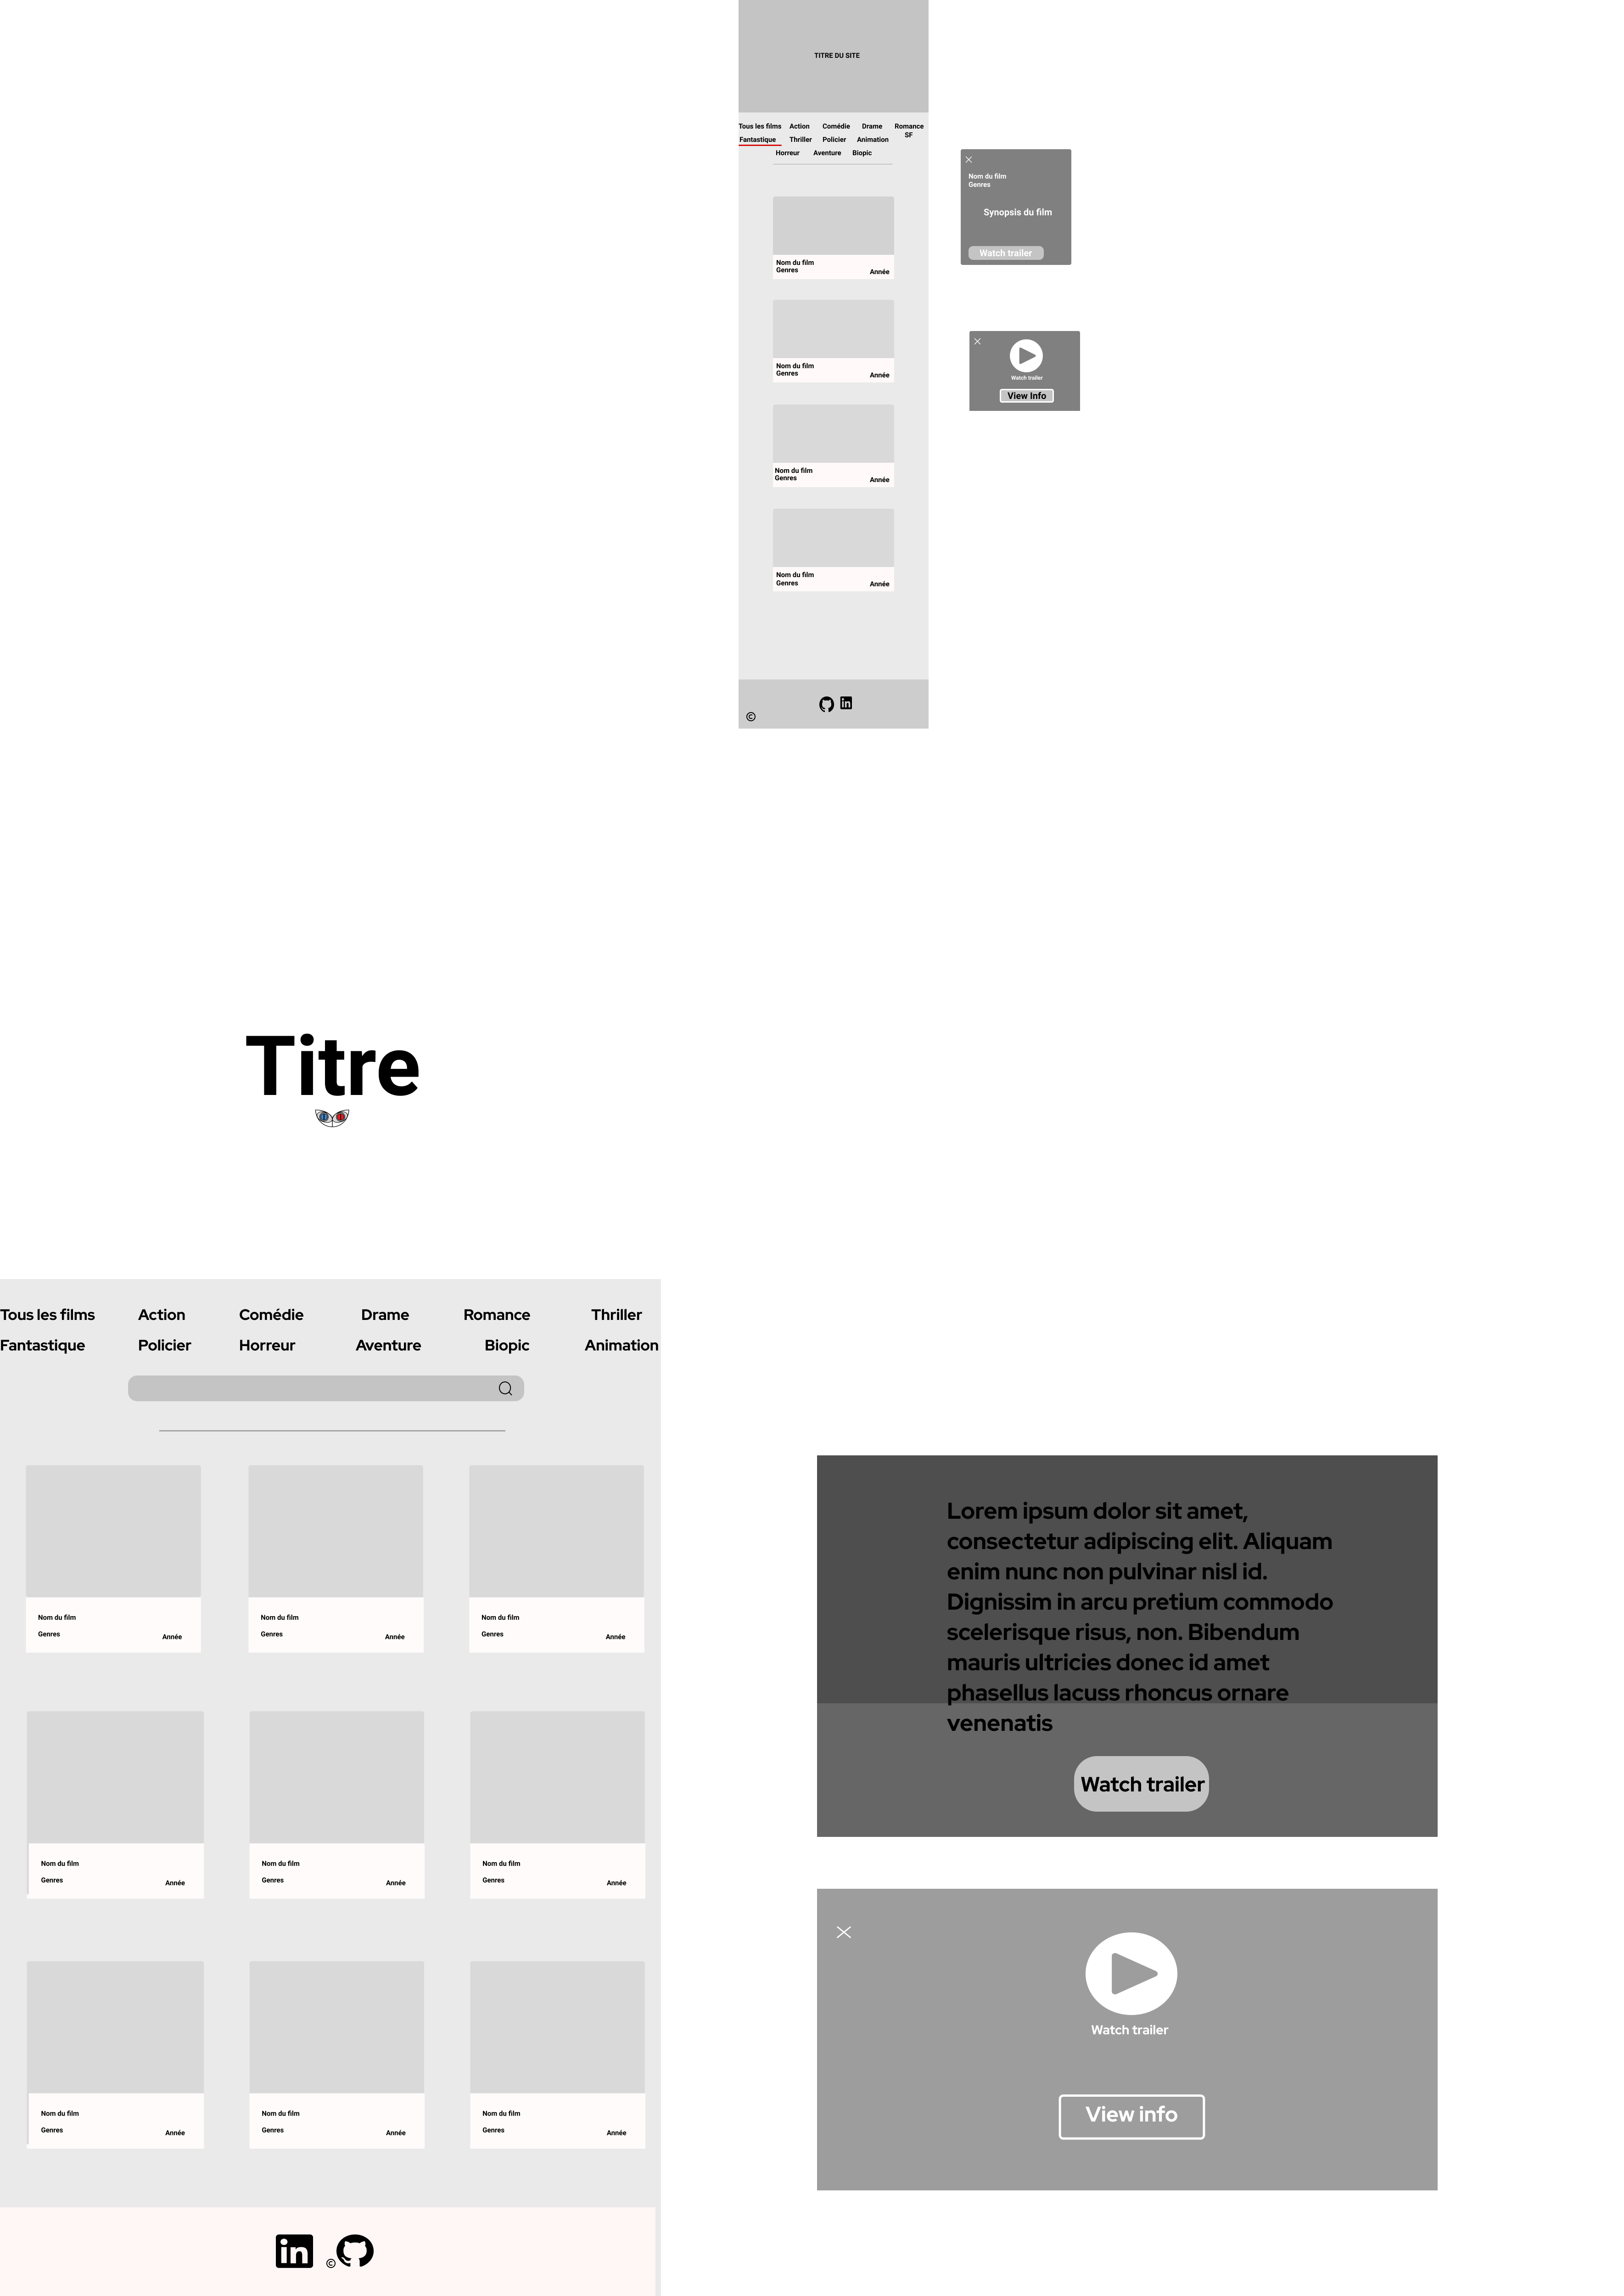 TITRE DU SITE
Tous les films Action Comédie Drame Romance
SF
Fantastique Thriller Policier Animation
Horreur Aventure Biopic
Nom du film
Genres
Année
Nom du film
Genres
Année
Nom du film
Genres
Année
Nom du film
Genres
Année
©
Nom du film
Genres
Synopsis du film
Watch trailer
Watch trailer
View Info
Titre
Tous les films Action Comédie Drame Romance Thriller
Fantastique Policier Horreur Aventure Biopic Animation
Nom du film Nom du film Nom du film
Genres Année Genres Année Genres Année
Nom du film Nom du film Nom du film
Genres Année Genres Année Genres Année
Nom du film Nom du film Nom du film
Genres Année Genres Année Genres Année
in ©
Lorem ipsum dolor sit amet,
consectetur adipiscing elit. Aliquam
enim nunc non pulvinar nisl id.
Dignissim in arcu pretium commodo
scelerisque risus, non. Bibendum
mauris ultricies donec id amet
phasellus lacuss rhoncus ornare
venenatis
Watch trailer
Watch trailer
View info